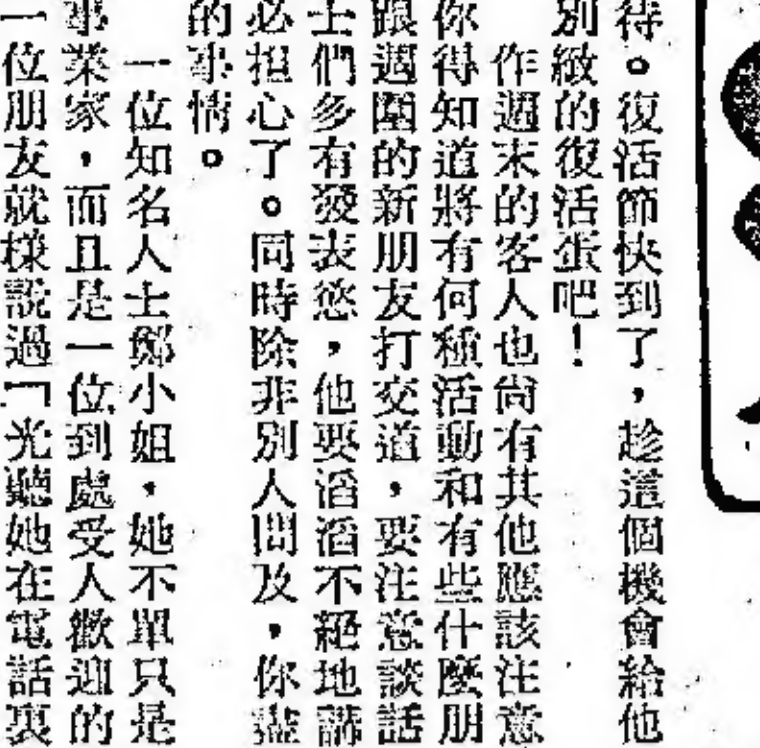 待。復活節快到了，趁這個機會給他
別緻的復活蛋吧！
作週末的客人也尙有其他應該注意
你得知道將有何種活動和有些什麼朋
跟週圍的新朋友打交道，要注意談話
士們多有發表慾，他要滔滔不絕地講
必担心了。同時除非別人問及，你盡
的事情。
一位知名人士鄭小姐，她不單只是
事業家，而且是一位到處受人歡迎的
一位朋友就樣說過「光聽她在電話裏